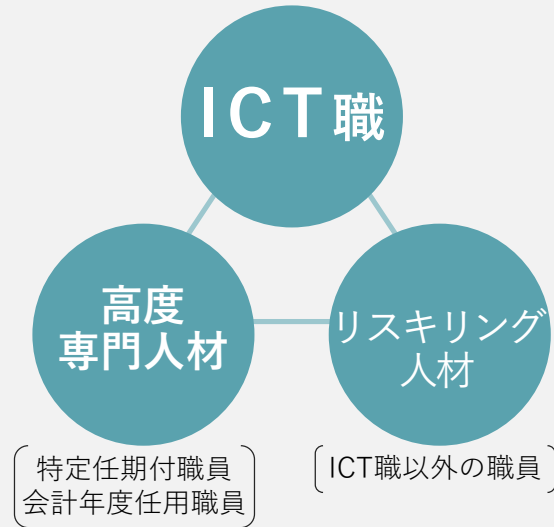 ICT職
高度
専門人材
リスキリング
人材
特定任期付職員
会計年度任用職員
ICT職以外の職員